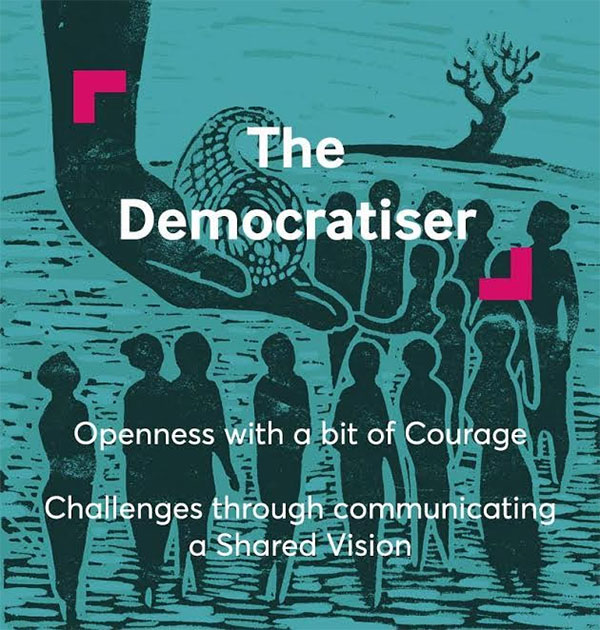 The
Democratiser
Openness with a bit of Courage
Challenges through communicating
a Shared Vision